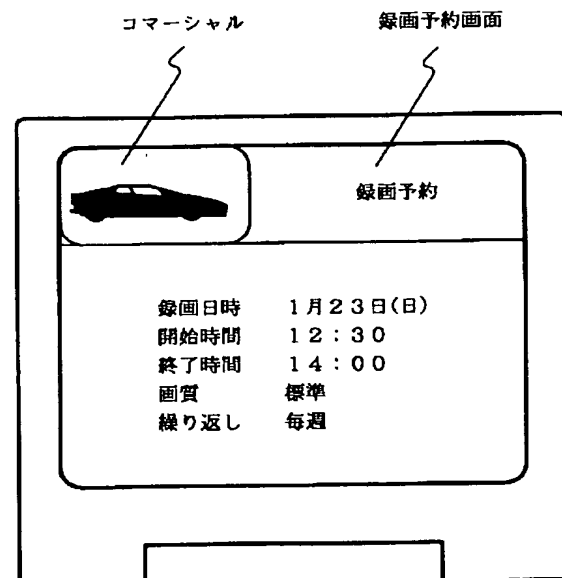 コマーシャル
録画予約画面
録画予約
録画日時 1月23日(日)
開始時間 12:30
終了時間 14:00
画質 標準
繰り返し 毎週